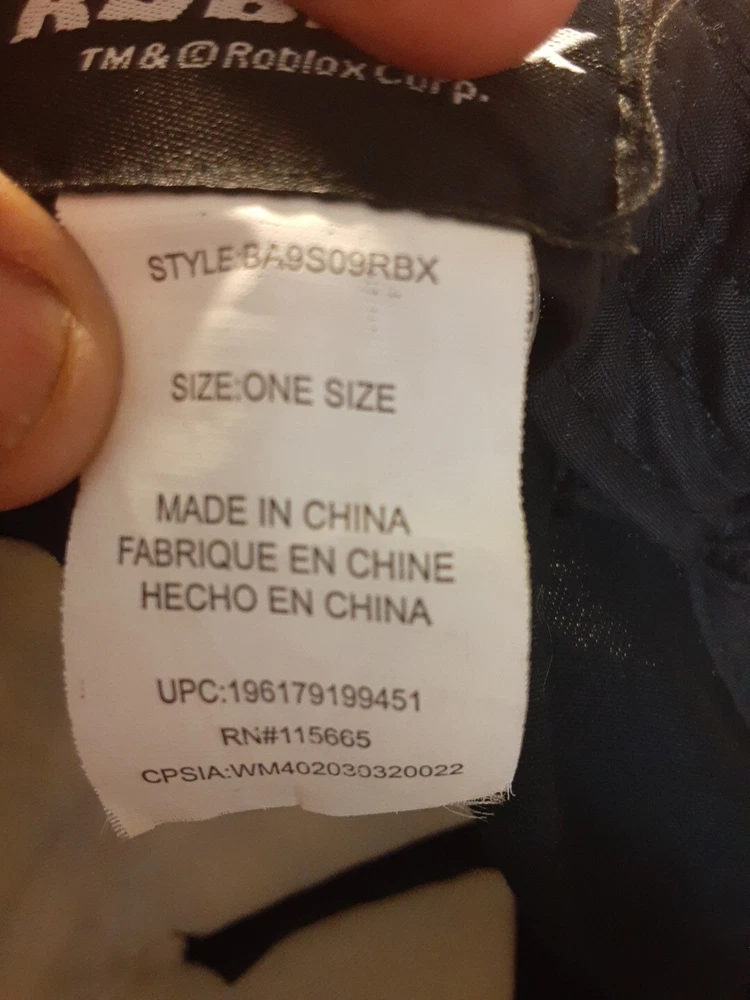 TM & © Roblox Corp.
STYLE:BA9S09RBX
SIZE:ONE SIZE
MADE IN CHINA
FABRIQUE EN CHINE
HECHO EN CHINA
UPC:196179199451
RN#115665
CPSIA:WM402030320022